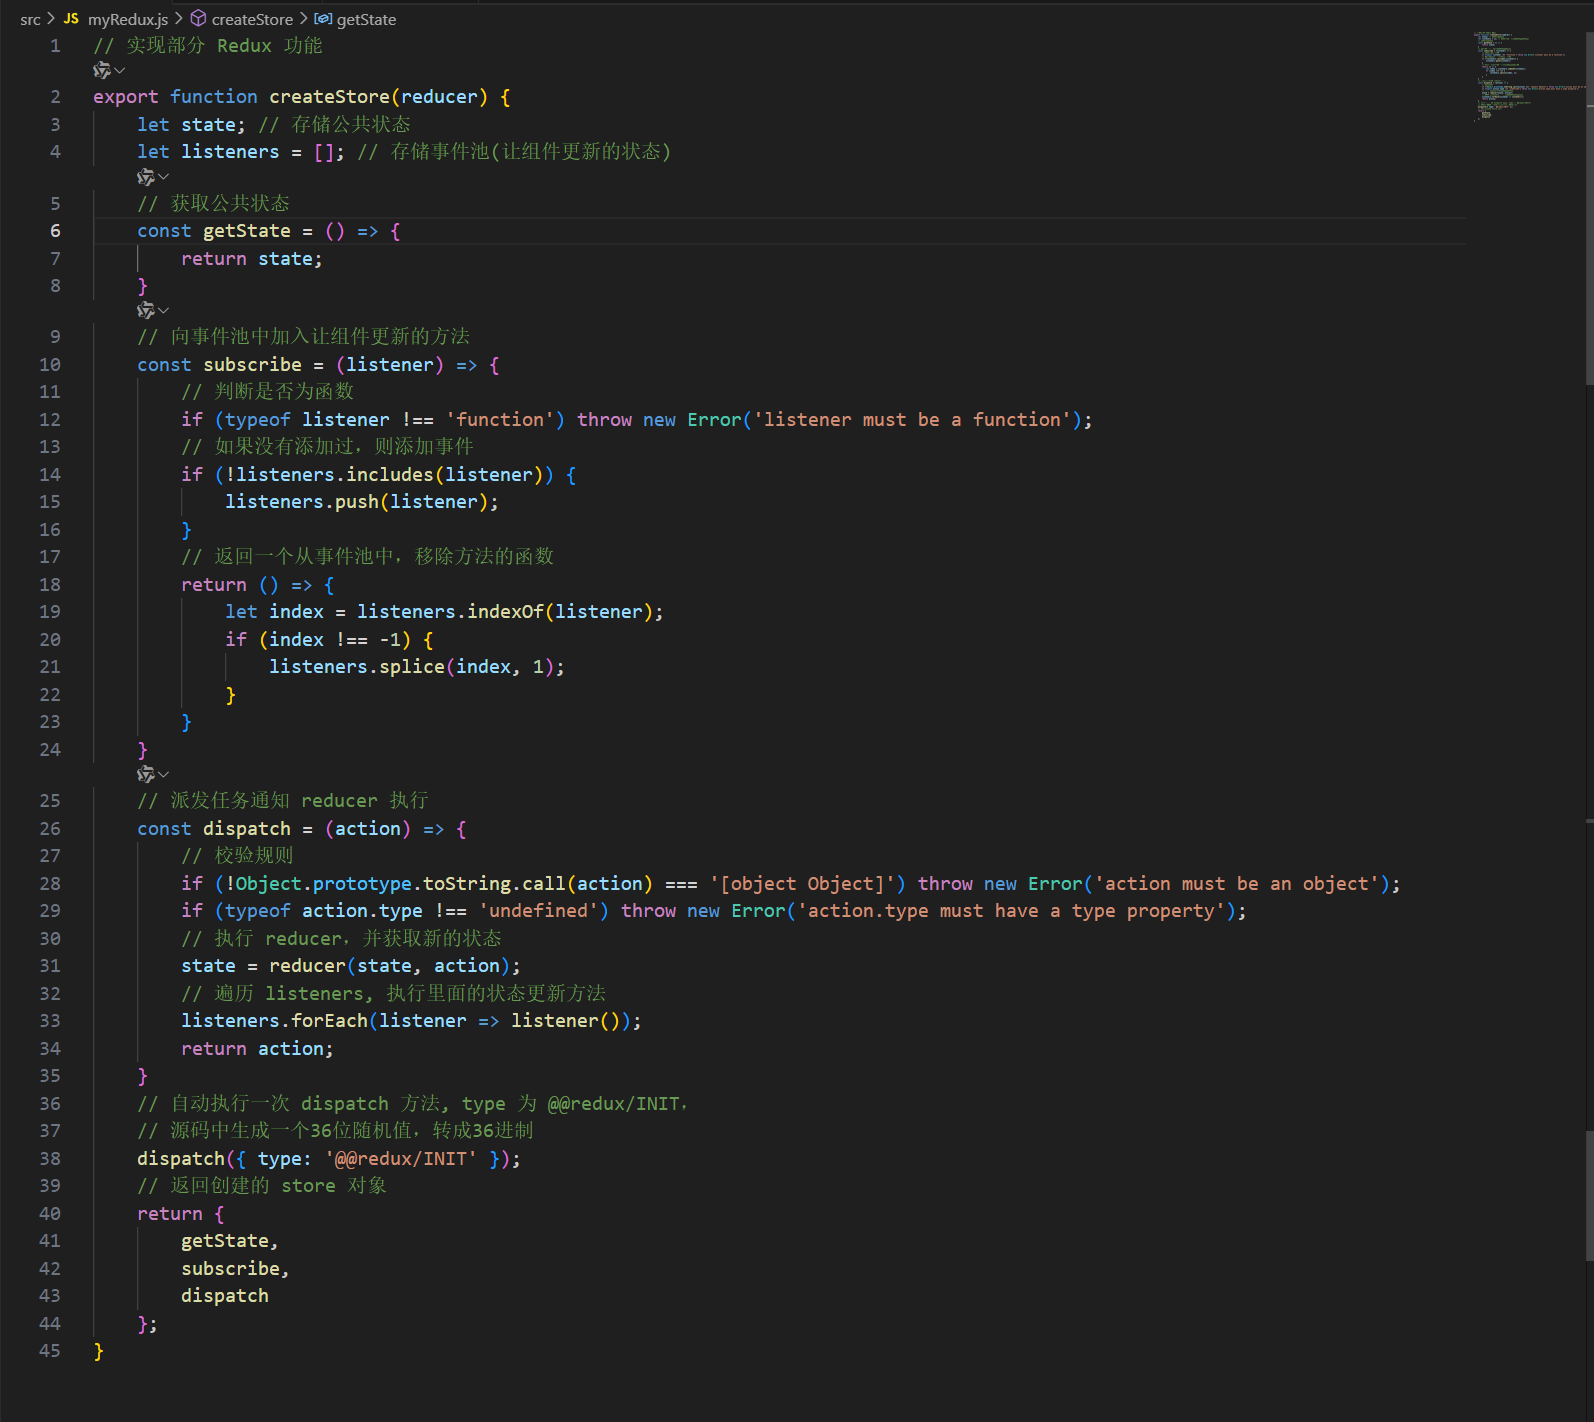 src > JS myRedux.js > createStore > getState
1 // 实现部分 Redux 功能
2 export function createStore(reducer) {
3     let state; // 存储公共状态
4     let listeners = []; // 存储事件池(让组件更新的状态)
5     // 获取公共状态
6     const getState = () => {
7         return state;
8     }
9     // 向事件池中加入让组件更新的方法
10     const subscribe = (listener) => {
11         // 判断是否为函数
12         if (typeof listener !== 'function') throw new Error('listener must be a function');
13         // 如果没有添加过，则添加事件
14         if (!listeners.includes(listener)) {
15             listeners.push(listener);
16         }
17         // 返回一个从事件池中，移除方法的函数
18         return () => {
19             let index = listeners.indexOf(listener);
20             if (index !== -1) {
21                 listeners.splice(index, 1);
22             }
23         }
24     }
25     // 派发任务通知 reducer 执行
26     const dispatch = (action) => {
27         // 校验规则
28         if (!Object.prototype.toString.call(action) === '[object Object]') throw new Error('action must be an object');
29         if (typeof action.type !== 'undefined') throw new Error('action.type must have a type property');
30         // 执行 reducer，并获取新的状态
31         state = reducer(state, action);
32         // 遍历 listeners, 执行里面的状态更新方法
33         listeners.forEach(listener => listener());
34         return action;
35     }
36     // 自动执行一次 dispatch 方法, type 为 @@redux/INIT，
37     // 源码中生成一个36位随机值，转成36进制
38     dispatch({ type: '@@redux/INIT' });
39     // 返回创建的 store 对象
40     return {
41         getState,
42         subscribe,
43         dispatch
44     };
45 }